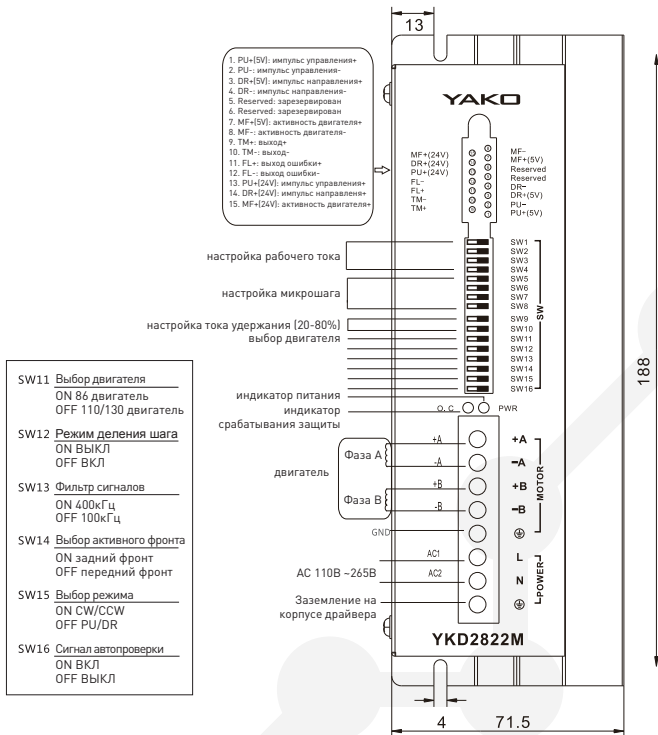 13
1. PU+(5V): импульс управления+
2. PU-: импульс управления-
3. DR+(5V): импульс направления+
4. DR-: импульс направления-
5. Reserved: зарезервирован
6. Reserved: зарезервирован
7. MF+(5V): активность двигателя+
8. MF-: активность двигателя-
9. TM+: выход+
10. TM-: выход-
11. FL+: выход ошибки+
12. FL-: выход ошибки-
13. PU+(24V): импульс управления+
14. DR+(24V): импульс направленя+
15. MF+(24V): активность двигателя+
YAKO
MF+(24V)
DR+(24V)
PU+(24V)
FL-
FL+
TM-
TM+
MF-
MF+(5V)
Reserved
Reserved
DR-
DR+(5V)
PU-
PU+(5V)
настройка рабочего тока
настройка микрошага
настройка тока удержания (20-80%)
выбор двигателя
SW1
SW2
SW3
SW4
SW5
SW6
SW7
SW8
SW9
SW10
SW11
SW12
SW13
SW14
SW15
SW16
SW
188
индикатор питания
индикатор
срабатывания защиты
O. C
PWR
SW11 Выбор двигателя
ON 86 двигатель
OFF 110/130 двигатель
SW12 Режим деления шага
ON ВЫКЛ
OFF ВКЛ
SW13 Фильтр сигналов
ON 400кГц
OFF 100кГц
SW14 Выбор активного фронта
ON задний фронт
OFF передний фронт
SW15 Выбор режима
ON CW/CCW
OFF PU/DR
SW16 Сигнал автопроверки
ON ВКЛ
OFF ВЫКЛ
двигатель
Фаза A
Фаза B
+A
-A
+B
-B
GND
AC1
AC2
AC 110В ~265В
Заземление на
корпусе драйвера
+A
-A
+B
-B
MOTOR
L
N
POWER
YKD2822M
4
71.5